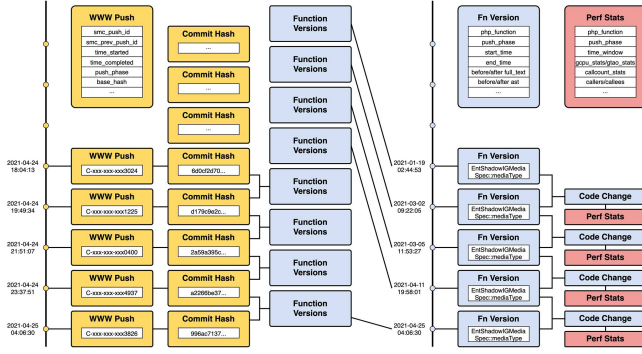 WWW Push
smc_push_id
smc_prev_push_id
time_started
time_completed
push_phase
base_hash
...
Commit Hash
...
Commit Hash
...
Commit Hash
...
Function
Versions
Function
Versions
Function
Versions
Function
Versions
Function
Versions
Function
Versions
Function
Versions
Function
Versions
2021-04-24
18:04:13
WWW Push
C-xxx-xxx-xxx3024
Commit Hash
6d0cf2d70...
2021-04-24
19:49:34
WWW Push
C-xxx-xxx-xxx1225
Commit Hash
d179c9e2c...
2021-04-24
21:51:07
WWW Push
C-xxx-xxx-xxx0400
Commit Hash
2a59a395c...
2021-04-24
23:37:51
WWW Push
C-xxx-xxx-xxx4937
Commit Hash
a2266be37...
2021-04-25
04:06:30
WWW Push
C-xxx-xxx-xxx3826
Commit Hash
996ac7137...
Fn Version
php_function
push_phase
start_time
end_time
before/after full_text
before/after ast
...
Perf Stats
php_function
push_phase
time_window
gcpu_stats/gtao_stats
callcount_stats
callers/callees
...
2021-01-19
02:44:53
Fn Version
EntShadowIGMedia
Spec::mediaType
2021-03-02
09:22:05
Fn Version
EntShadowIGMedia
Spec::mediaType
Code Change
Perf Stats
2021-03-05
11:53:27
Fn Version
EntShadowIGMedia
Spec::mediaType
Code Change
Perf Stats
2021-04-11
19:58:01
Fn Version
EntShadowIGMedia
Spec::mediaType
Code Change
Perf Stats
2021-04-25
04:06:30
Fn Version
EntShadowIGMedia
Spec::mediaType
Code Change
Perf Stats